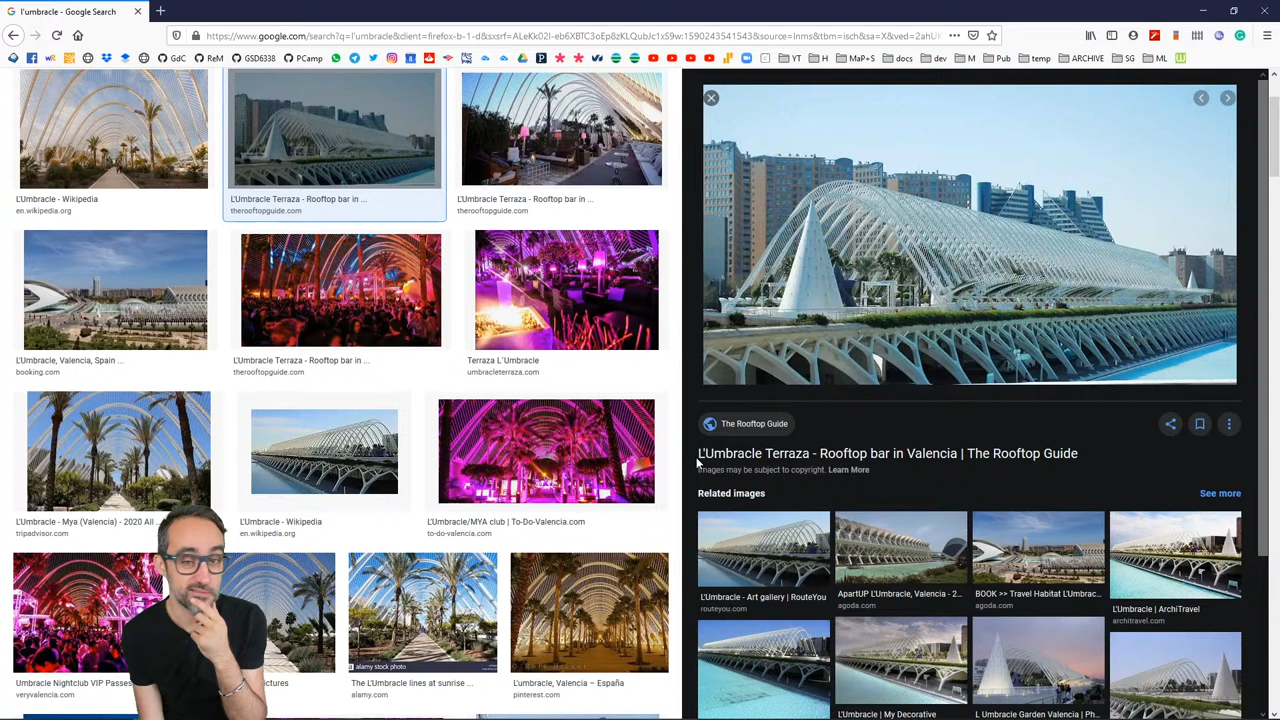 l'umbracle - Google Search
https://www.google.com/search?q=l'umbracle&client=firefox-b-1-d&sxsrf=ALeKk02J-eb6XBTC3oEp8zKLQubJc1xS9w:1590243541543&source=lnms&tbm=isch&sa=X&ved=2ahU
GdC
ReM
GSD6338
PCamp
YT
H
MaP+S
docs
dev
M
Pub
temp
ARCHIVE
SG
ML
L'Umbracle - Wikipedia
en.wikipedia.org
L'Umbracle Terraza - Rooftop bar in ...
therooftopguide.com
L'Umbracle Terraza - Rooftop bar in ...
therooftopguide.com
L'Umbracle, Valencia, Spain ...
booking.com
L'Umbracle Terraza - Rooftop bar in ...
therooftopguide.com
Terraza L´Umbracle
umbracleterraza.com
L'Umbracle - Mya (Valencia) - 2020 All ...
tripadvisor.com
L'Umbracle - Wikipedia
en.wikipedia.org
L'Umbracle/MYA club | To-Do-Valencia.com
to-do-valencia.com
Umbracle Nightclub VIP Passes
veryvalencia.com
ctures
alamy stock photo
The L'Umbracle lines at sunrise ...
alamy.com
L'umbracle, Valencia – España
pinterest.com
The Rooftop Guide
L'Umbracle Terraza - Rooftop bar in Valencia | The Rooftop Guide
Images may be subject to copyright. Learn More
Related images
See more
L'Umbracle - Art gallery | RouteYou
routeyou.com
ApartUP L'Umbracle, Valencia - 2...
agoda.com
BOOK >> Travel Habitat L'Umbrac...
agoda.com
L'Umbracle | ArchiTravel
architravel.com
L'Umbracle | My Decorative
L Umbracle Garden Valencia | Ph...